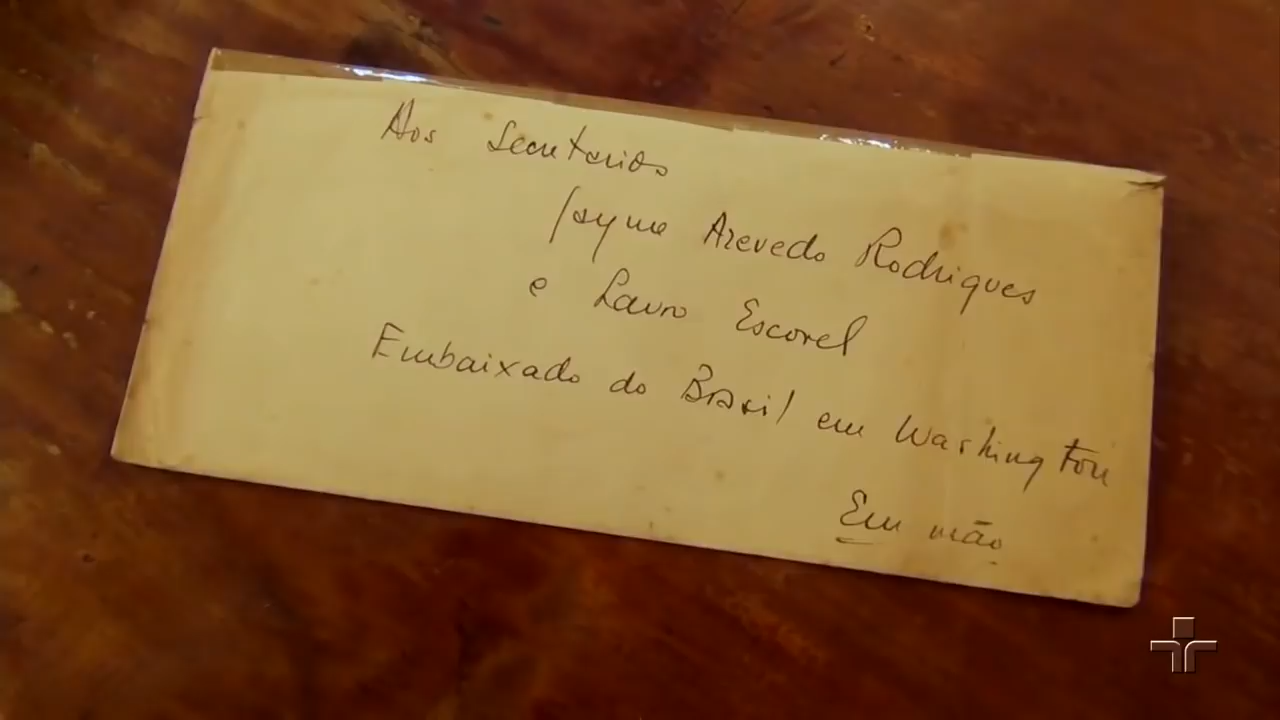 Aos Secretarios
Jayme Azevedo Rodrigues
e Lauro Escorel
Embaixada do Brasil em Washington
Em mão